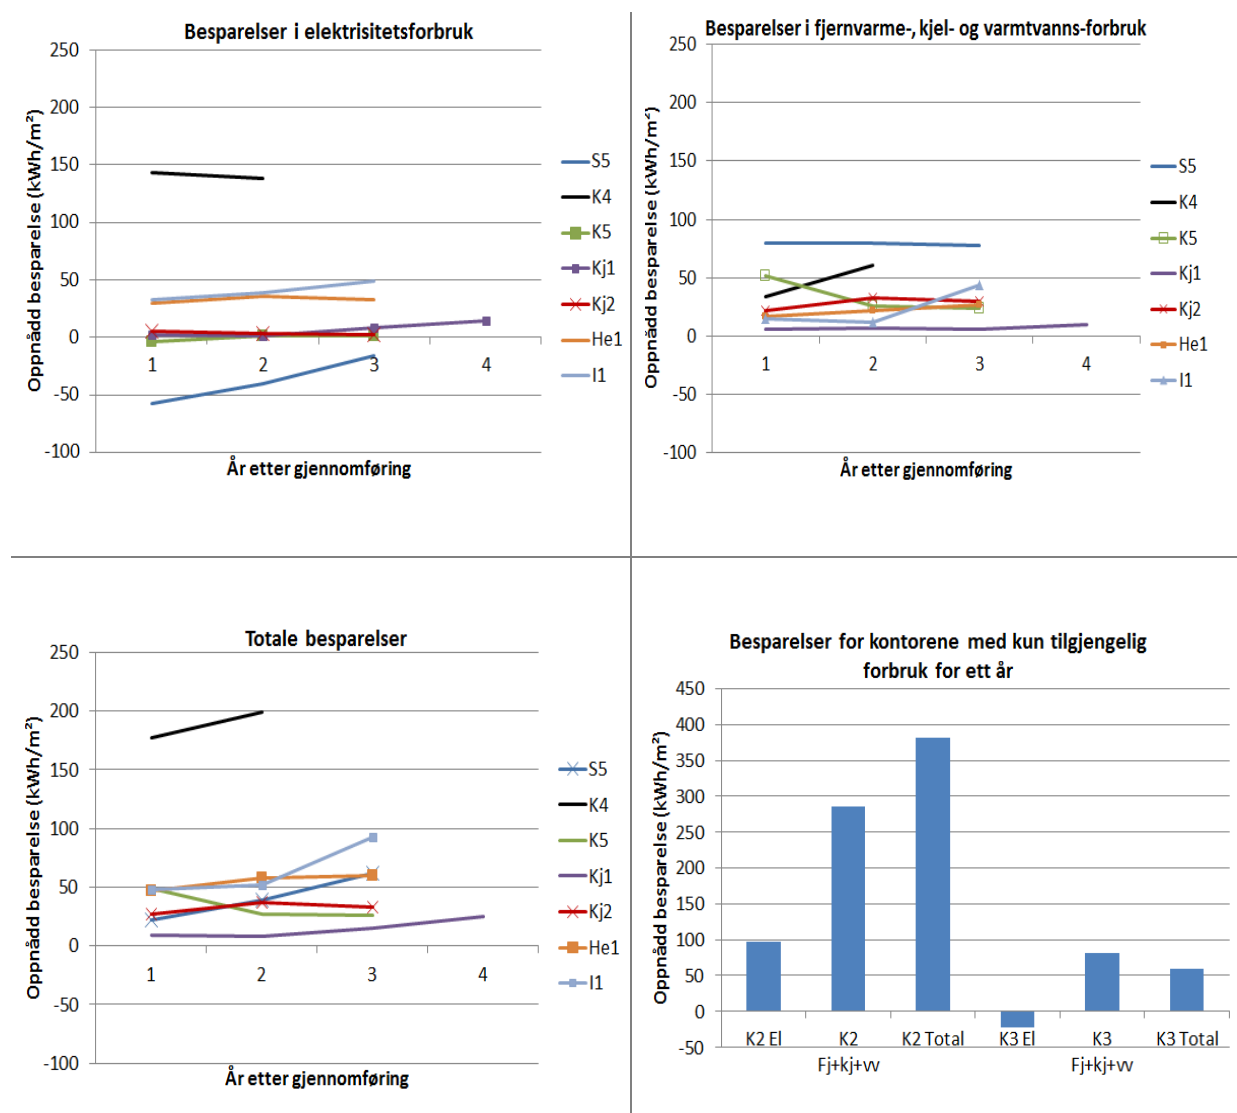 Besparelser i elektrisitetsforbruk
250
200
150
100
50
0
-50
-100
1 2 3 4
Oppnådd besparelse (kWh/m²)
År etter gjennomføring
S5
K4
K5
Kj1
Kj2
He1
I1
Besparelser i fjernvarme-, kjel- og varmtvanns-forbruk
250
200
150
100
50
0
-50
-100
1 2 3 4
Oppnådd besparelse (kWh/m²)
År etter gjennomføring
S5
K4
K5
Kj1
Kj2
He1
I1
Totale besparelser
250
200
150
100
50
0
-50
-100
1 2 3 4
Oppnådd besparelse (kWh/m²)
År etter gjennomføring
S5
K4
K5
Kj1
Kj2
He1
I1
Besparelser for kontorene med kun tilgjengelig
forbruk for ett år
450
400
350
300
250
200
150
100
50
0
-50
Oppnådd besparelse (kWh/m²)
K2 El K2 K2 Total K3 El K3 K3 Total
Fj+kj+vv Fj+kj+vv